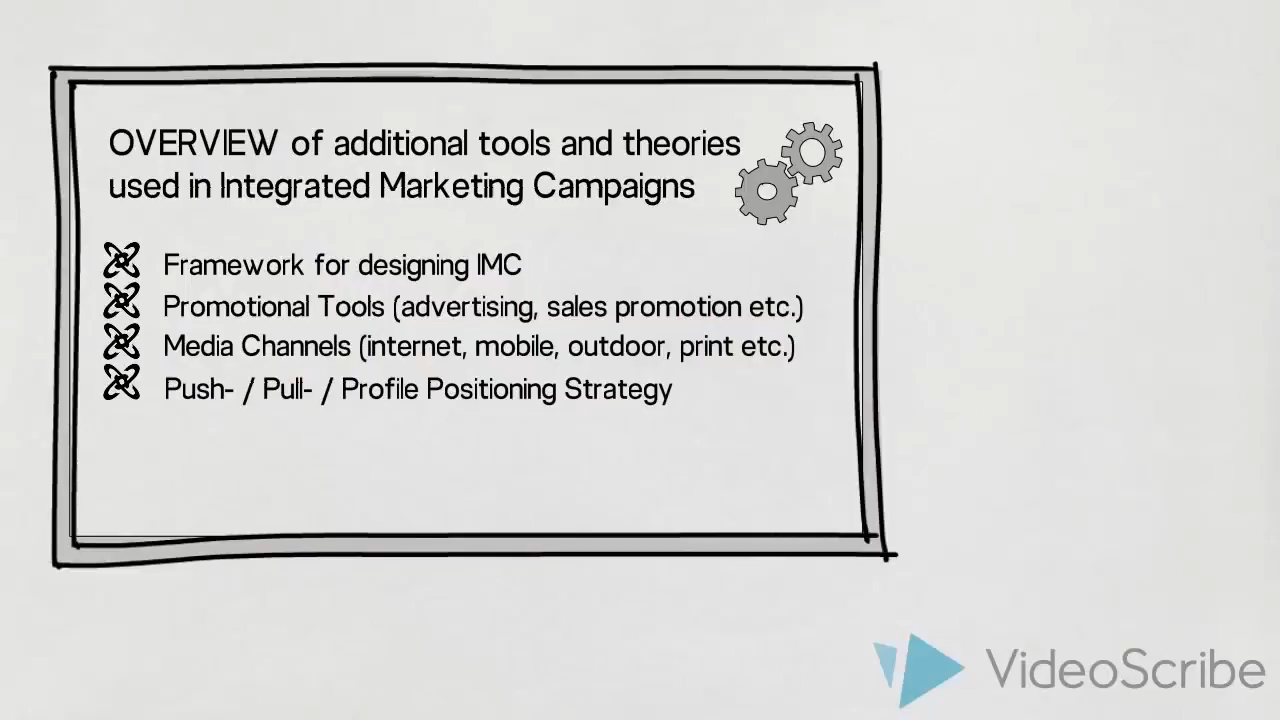 OVERVIEW of additional tools and theories
used in Integrated Marketing Campaigns
Framework for designing IMC
Promotional Tools (advertising, sales promotion etc.)
Media Channels (internet, mobile, outdoor, print etc.)
Push- / Pull- / Profile Positioning Strategy
VideoScribe